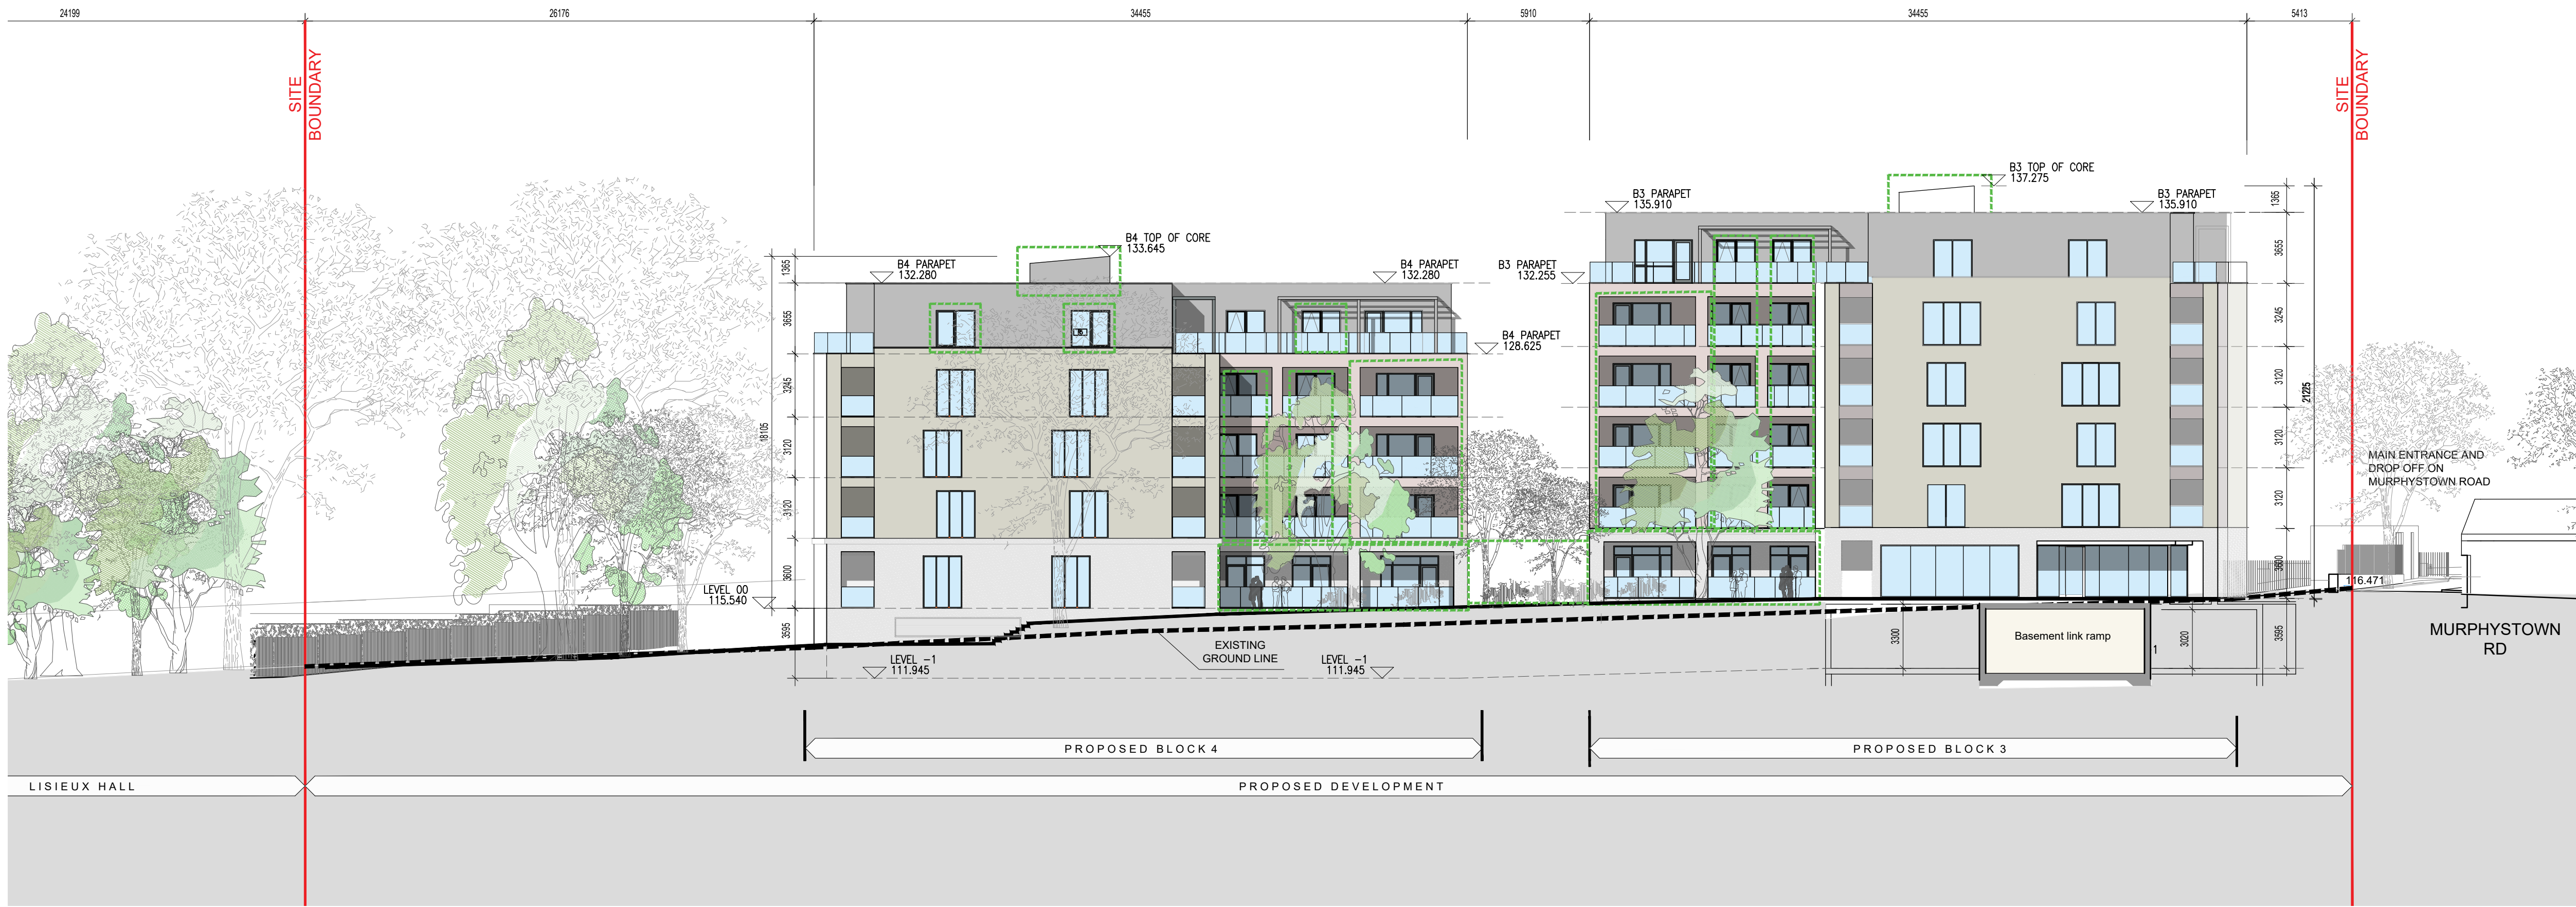 24199
26176
34455
5910
34455
5413
SITE
BOUNDARY
SITE
BOUNDARY
B3 TOP OF CORE
137.275
B3 PARAPET
135.910
B3 PARAPET
135.910
1365
B4 TOP OF CORE
133.645
B4 PARAPET
132.280
B4 PARAPET
132.280
B3 PARAPET
132.255
1365
3655
3655
B4 PARAPET
128.625
3245
3245
3120
3120
3120
3600
18105
3120
3120
3600
3595
MAIN ENTRANCE AND
DROP OFF ON
MURPHYSTOWN ROAD
116.471
LEVEL 00
115.540
EXISTING
GROUND LINE
LEVEL -1
111.945
LEVEL -1
111.945
3300
Basement link ramp
1
3020
3595
MURPHYSTOWN
RD
PROPOSED BLOCK 4
PROPOSED BLOCK 3
LISIEUX HALL
PROPOSED DEVELOPMENT